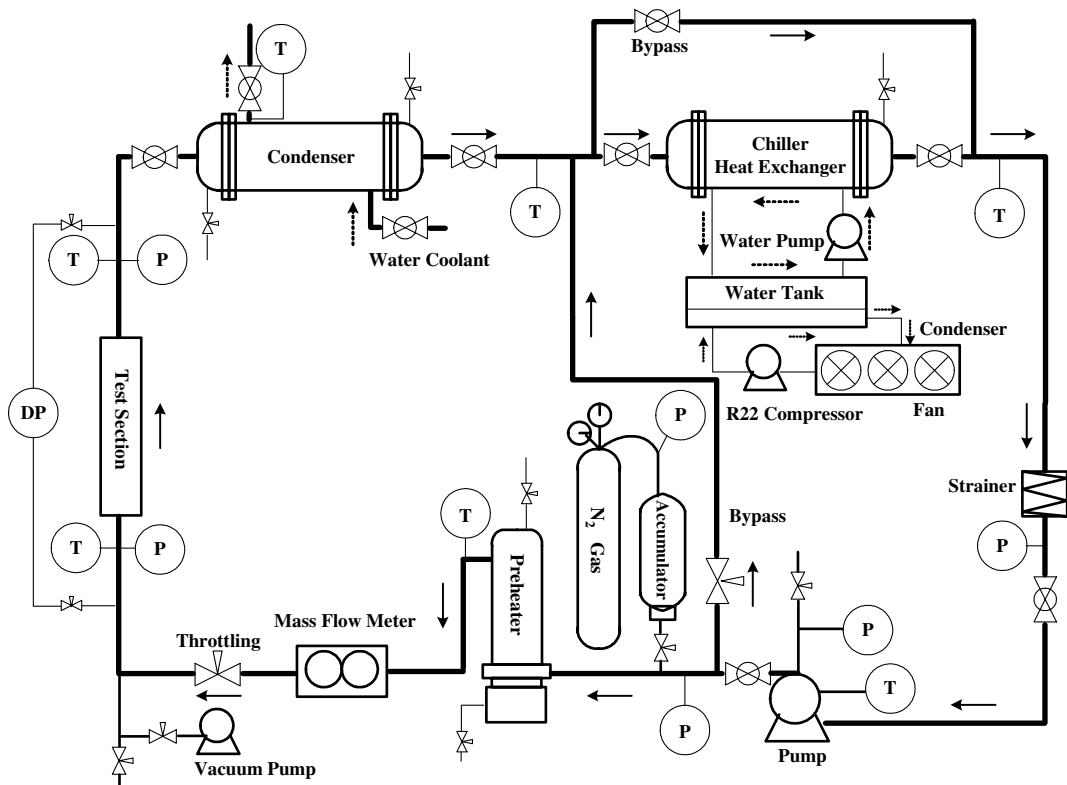 Bypass
T
Condenser
Chiller
Heat Exchanger
T
T
Water Pump
Water Coolant
T
P
Water Tank
Condenser
R22 Compressor
Fan
Test Section
DP
P
Strainer
N2 Gas
Accumulator
Bypass
T
P
T
P
Preheater
Mass Flow Meter
Throttling
P
T
P
Pump
Vacuum Pump